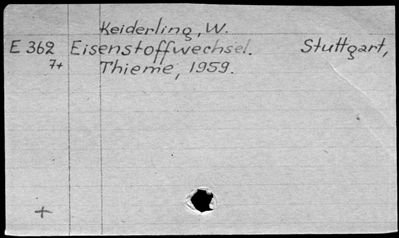 Keiderling, W.
E 362 Eisenstoffwechsel. Stuttgart,
7+ Thieme, 1959.
+